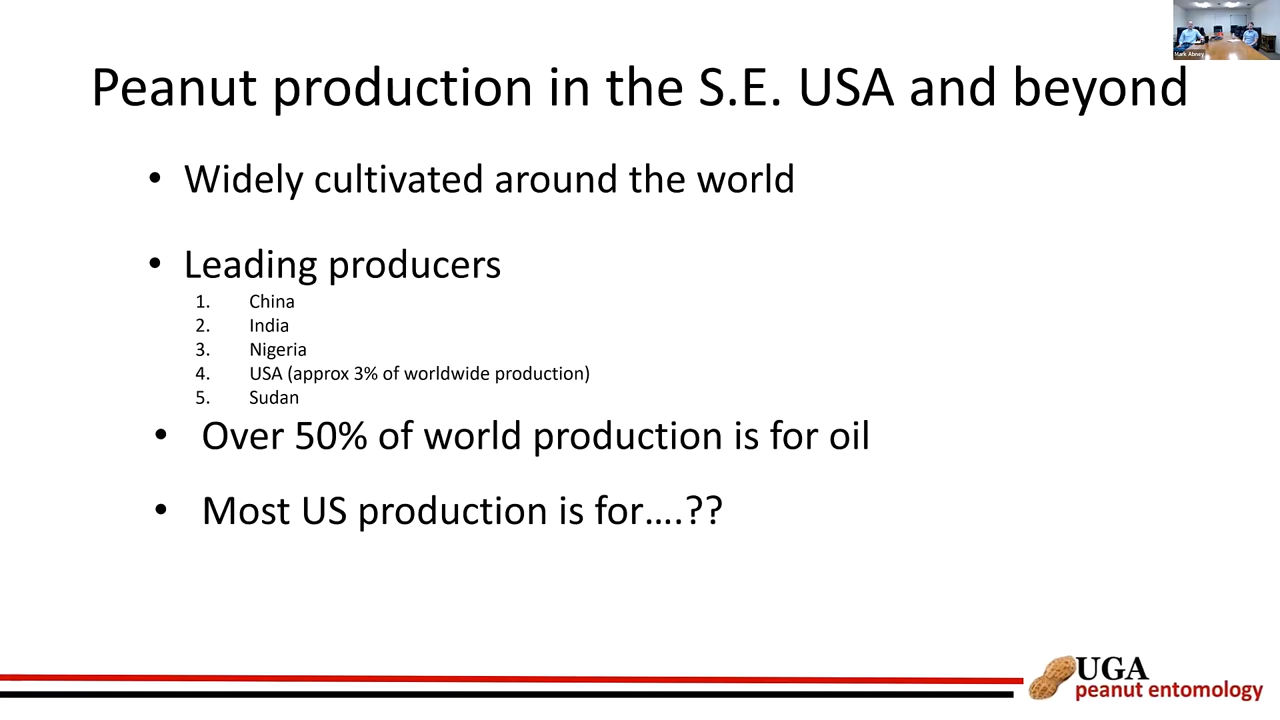 Mark Abney
Peanut production in the S.E. USA and beyond
• Widely cultivated around the world
• Leading producers
1. China
2. India
3. Nigeria
4. USA (approx 3% of worldwide production)
5. Sudan
• Over 50% of world production is for oil
• Most US production is for….??
UGA
peanut entomology